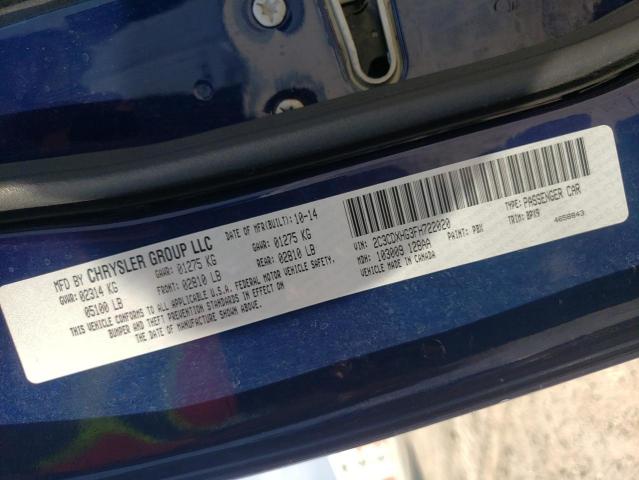 MFD BY CHRYSLER GROUP LLC DATE OF MFR(BUILT): 10-14
GVWR: 02314 KG GAWR: 01275 KG GAWR: 01275 KG
05100 LB FRONT: 02810 LB REAR: 02810 LB
THIS VEHICLE CONFORMS TO ALL APPLICABLE U.S.A. FEDERAL MOTOR VEHICLE SAFETY,
BUMPER AND THEFT PREVENTION STANDARDS IN EFFECT ON
THE DATE OF MANUFACTURE SHOWN ABOVE.
VIN: 2C3CDXHG3FH722020 TYPE: PASSENGER CAR
MDH: 103009 128AA PAINT: PBX TRIM: BPX9
MADE IN CANADA 4658843